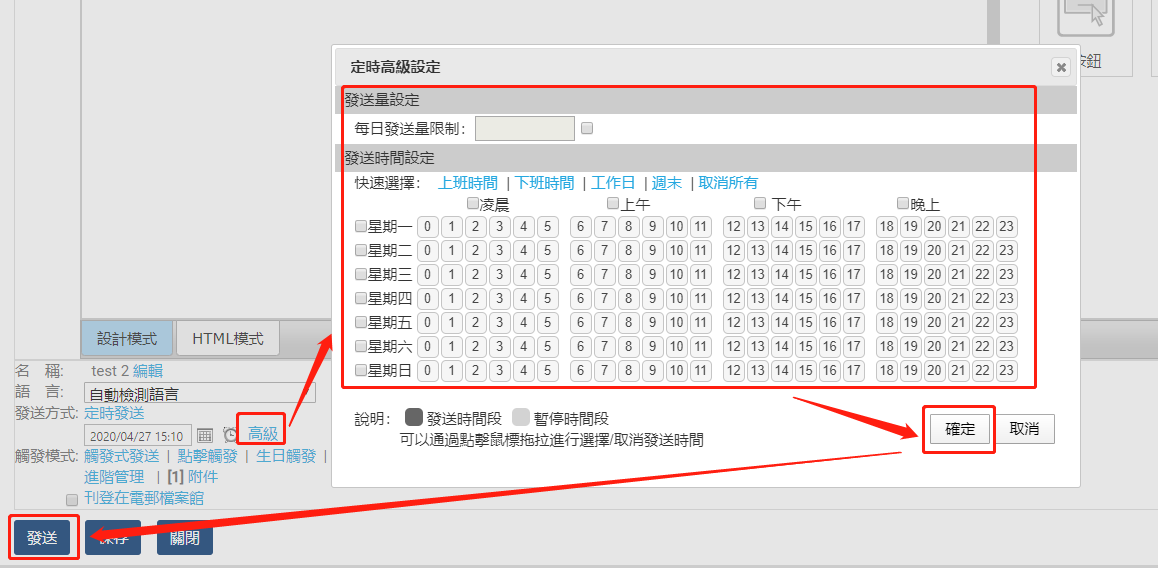 按鈕
定時高級設定
發送量設定
每日發送量限制：
發送時間設定
快速選擇： 上班時間 | 下班時間 | 工作日 | 週末 | 取消所有
凌晨 上午 下午 晚上
星期一 0 1 2 3 4 5 6 7 8 9 10 11 12 13 14 15 16 17 18 19 20 21 22 23
星期二 0 1 2 3 4 5 6 7 8 9 10 11 12 13 14 15 16 17 18 19 20 21 22 23
星期三 0 1 2 3 4 5 6 7 8 9 10 11 12 13 14 15 16 17 18 19 20 21 22 23
星期四 0 1 2 3 4 5 6 7 8 9 10 11 12 13 14 15 16 17 18 19 20 21 22 23
星期五 0 1 2 3 4 5 6 7 8 9 10 11 12 13 14 15 16 17 18 19 20 21 22 23
星期六 0 1 2 3 4 5 6 7 8 9 10 11 12 13 14 15 16 17 18 19 20 21 22 23
星期日 0 1 2 3 4 5 6 7 8 9 10 11 12 13 14 15 16 17 18 19 20 21 22 23
說明： 發送時間段 暫停時間段
可以通過點擊鼠標拖拉進行選擇/取消發送時間
確定 取消
設計模式 HTML模式
名 稱: test 2 編輯
語 言: 自動檢測語言
發送方式: 定時發送
2020/04/27 15:10 高級
觸發模式: 觸發式發送 | 點擊觸發 | 生日觸發 |
進階管理 | [1] 附件
刊登在電郵檔案館
發送 保存 關閉